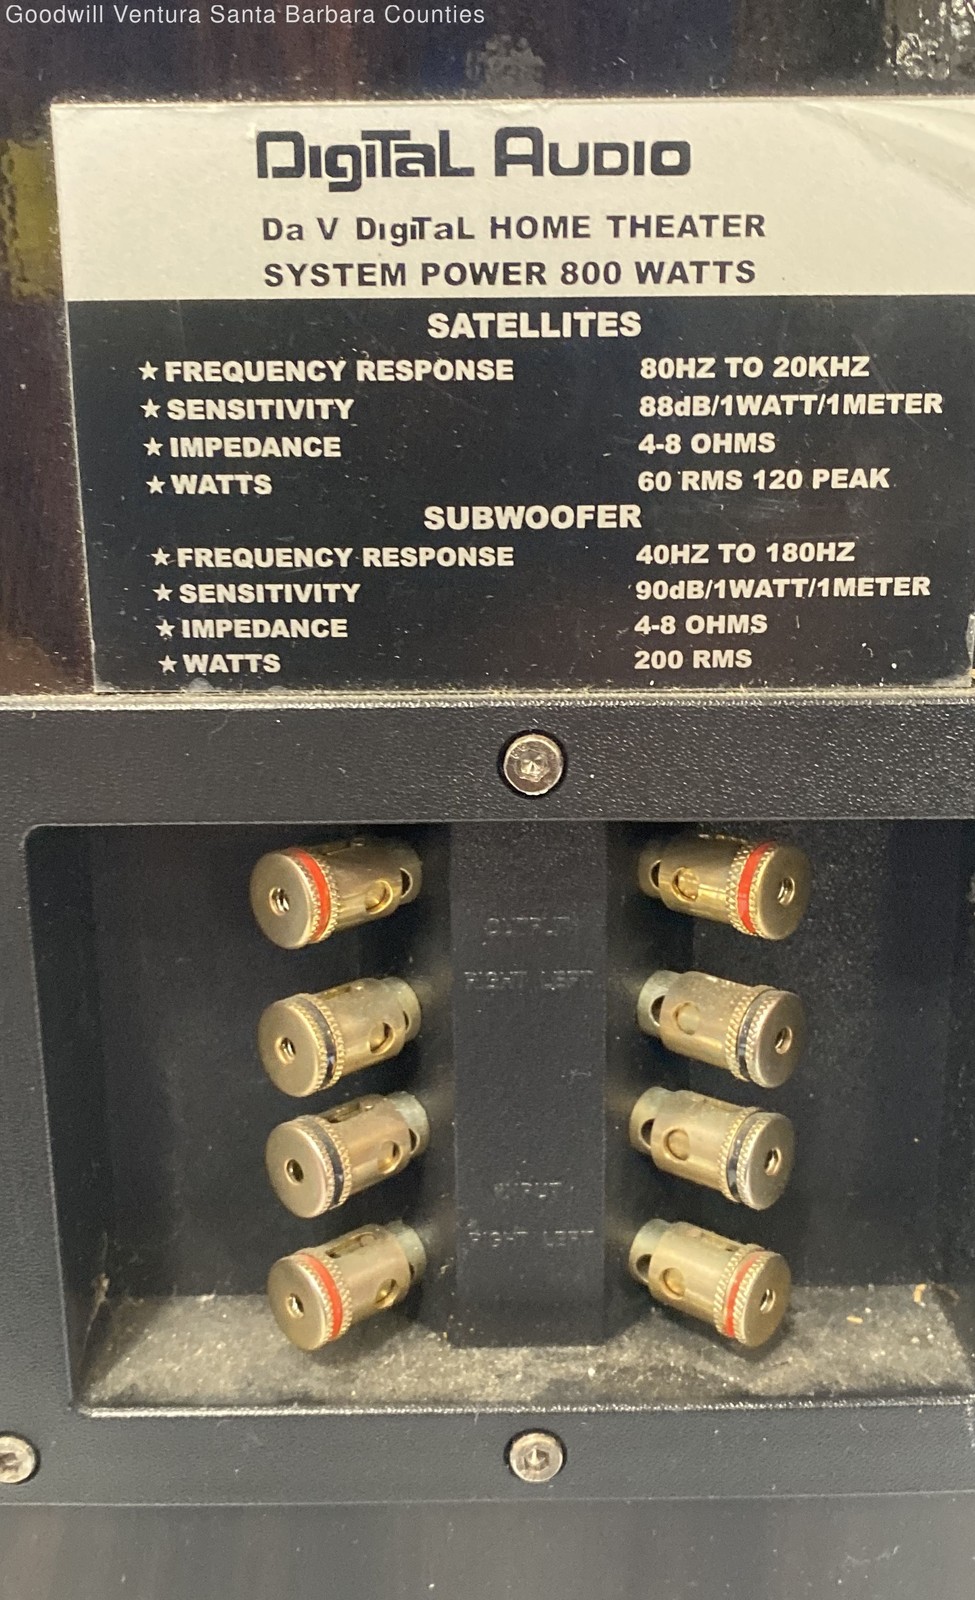 Goodwill Ventura Santa Barbara Counties
DigiTaL AUDIO
Da V DigiTaL HOME THEATER
SYSTEM POWER 800 WATTS
SATELLITES
★ FREQUENCY RESPONSE 80HZ TO 20KHZ
★ SENSITIVITY 88dB/1WATT/1METER
★ IMPEDANCE 4-8 OHMS
★ WATTS 60 RMS 120 PEAK
SUBWOOFER
★ FREQUENCY RESPONSE 40HZ TO 180HZ
★ SENSITIVITY 90dB/1WATT/1METER
★ IMPEDANCE 4-8 OHMS
★ WATTS 200 RMS
OUTPUT
RIGHT LEFT
INPUT
RIGHT LEFT